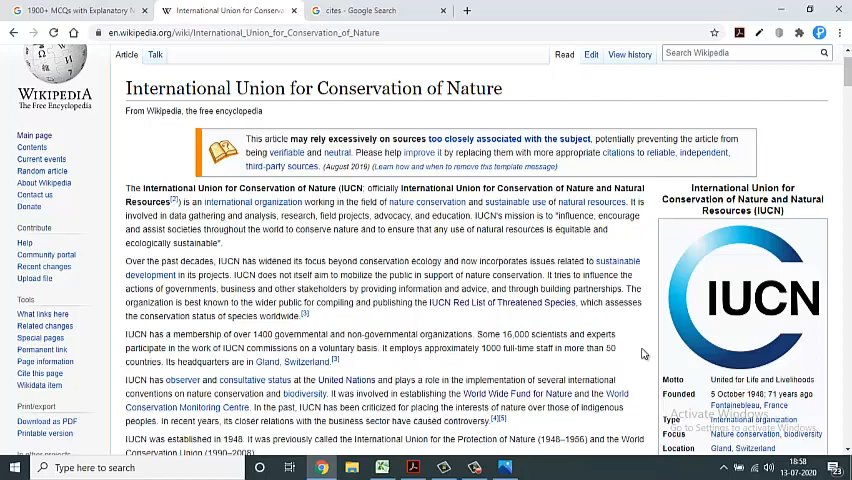 1900+ MCQs with Explanatory N
International Union for Conserva
cites - Google Search
en.wikipedia.org/wiki/International_Union_for_Conservation_of_Nature
WIKIPEDIA
The Free Encyclopedia
Main page
Contents
Current events
Random article
About Wikipedia
Contact us
Donate
Contribute
Help
Community portal
Recent changes
Upload file
Tools
What links here
Related changes
Special pages
Permanent link
Page information
Cite this page
Wikidata item
Print/export
Download as PDF
Printable version
Article Talk
Read Edit View history
Search Wikipedia
International Union for Conservation of Nature
From Wikipedia, the free encyclopedia
This article may rely excessively on sources too closely associated with the subject, potentially preventing the article from
being verifiable and neutral. Please help improve it by replacing them with more appropriate citations to reliable, independent,
third-party sources. (August 2019) (Learn how and when to remove this template message)
The International Union for Conservation of Nature (IUCN; officially International Union for Conservation of Nature and Natural
Resources)[2] is an international organization working in the field of nature conservation and sustainable use of natural resources. It is
involved in data gathering and analysis, research, field projects, advocacy, and education. IUCN's mission is to "influence, encourage
and assist societies throughout the world to conserve nature and to ensure that any use of natural resources is equitable and
ecologically sustainable".
Over the past decades, IUCN has widened its focus beyond conservation ecology and now incorporates issues related to sustainable
development in its projects. IUCN does not itself aim to mobilize the public in support of nature conservation. It tries to influence the
actions of governments, business and other stakeholders by providing information and advice, and through building partnerships. The
organization is best known to the wider public for compiling and publishing the IUCN Red List of Threatened Species, which assesses
the conservation status of species worldwide.[3]
IUCN has a membership of over 1400 governmental and non-governmental organizations. Some 16,000 scientists and experts
participate in the work of IUCN commissions on a voluntary basis. It employs approximately 1000 full-time staff in more than 50
countries. Its headquarters are in Gland, Switzerland.[3]
IUCN has observer and consultative status at the United Nations and plays a role in the implementation of several international
conventions on nature conservation and biodiversity. It was involved in establishing the World Wide Fund for Nature and the World
Conservation Monitoring Centre. In the past, IUCN has been criticized for placing the interests of nature over those of indigenous
peoples. In recent years, its closer relations with the business sector have caused controversy.[4][5]
IUCN was established in 1948. It was previously called the International Union for the Protection of Nature (1948–1956) and the World
Conservation Union (1990–2008).
International Union for
Conservation of Nature and Natural
Resources (IUCN)
IUCN
Motto United for Life and Livelihoods
Founded 5 October 1948; 71 years ago
Fontainebleau, France
Type International organization
Focus Nature conservation, biodiversity
Location Gland, Switzerland
Activate Windows
Go to Settings to activate Windows.
Type here to search
18:58
13-07-2020
23